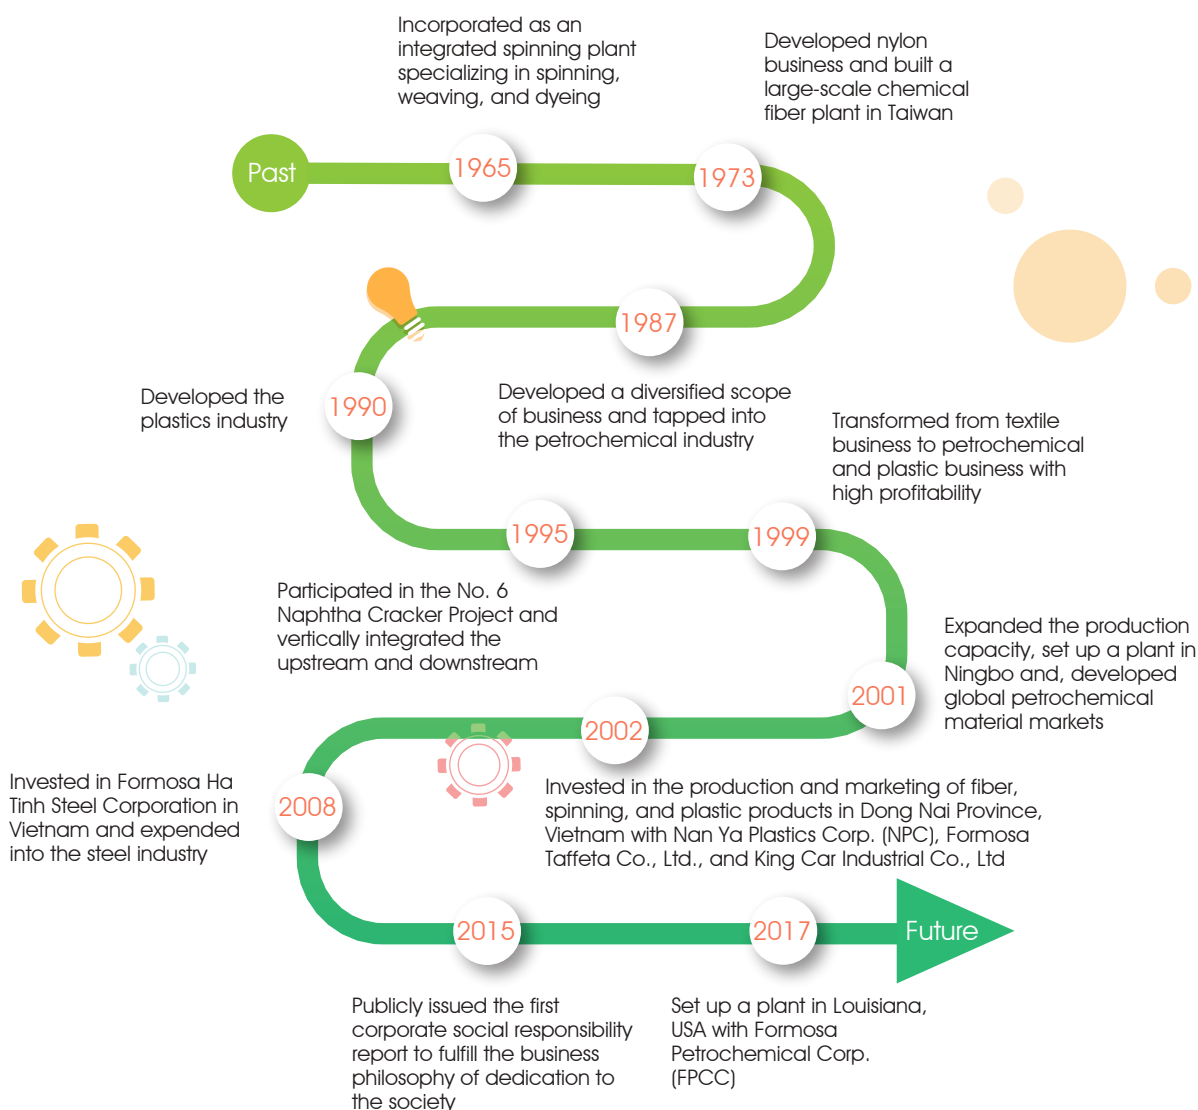 Incorporated as an
integrated spinning plant
specializing in spinning,
weaving, and dyeing
Developed nylon
business and built a
large-scale chemical
fiber plant in Taiwan
Past
1965
1973
1987
Developed a diversified scope
of business and tapped into
the petrochemical industry
1990
Developed the
plastics industry
1995
Participated in the No. 6
Naphtha Cracker Project and
vertically integrated the
upstream and downstream
1999
Transformed from textile
business to petrochemical
and plastic business with
high profitability
2001
Expanded the production
capacity, set up a plant in
Ningbo and, developed
global petrochemical
material markets
2002
Invested in the production and marketing of fiber,
spinning, and plastic products in Dong Nai Province,
Vietnam with Nan Ya Plastics Corp. (NPC), Formosa
Taffeta Co., Ltd., and King Car Industrial Co., Ltd
2008
Invested in Formosa Ha
Tinh Steel Corporation in
Vietnam and expended
into the steel industry
2015
Publicly issued the first
corporate social responsibility
report to fulfill the business
philosophy of dedication to
the society
2017
Set up a plant in Louisiana,
USA with Formosa
Petrochemical Corp.
(FPCC)
Future